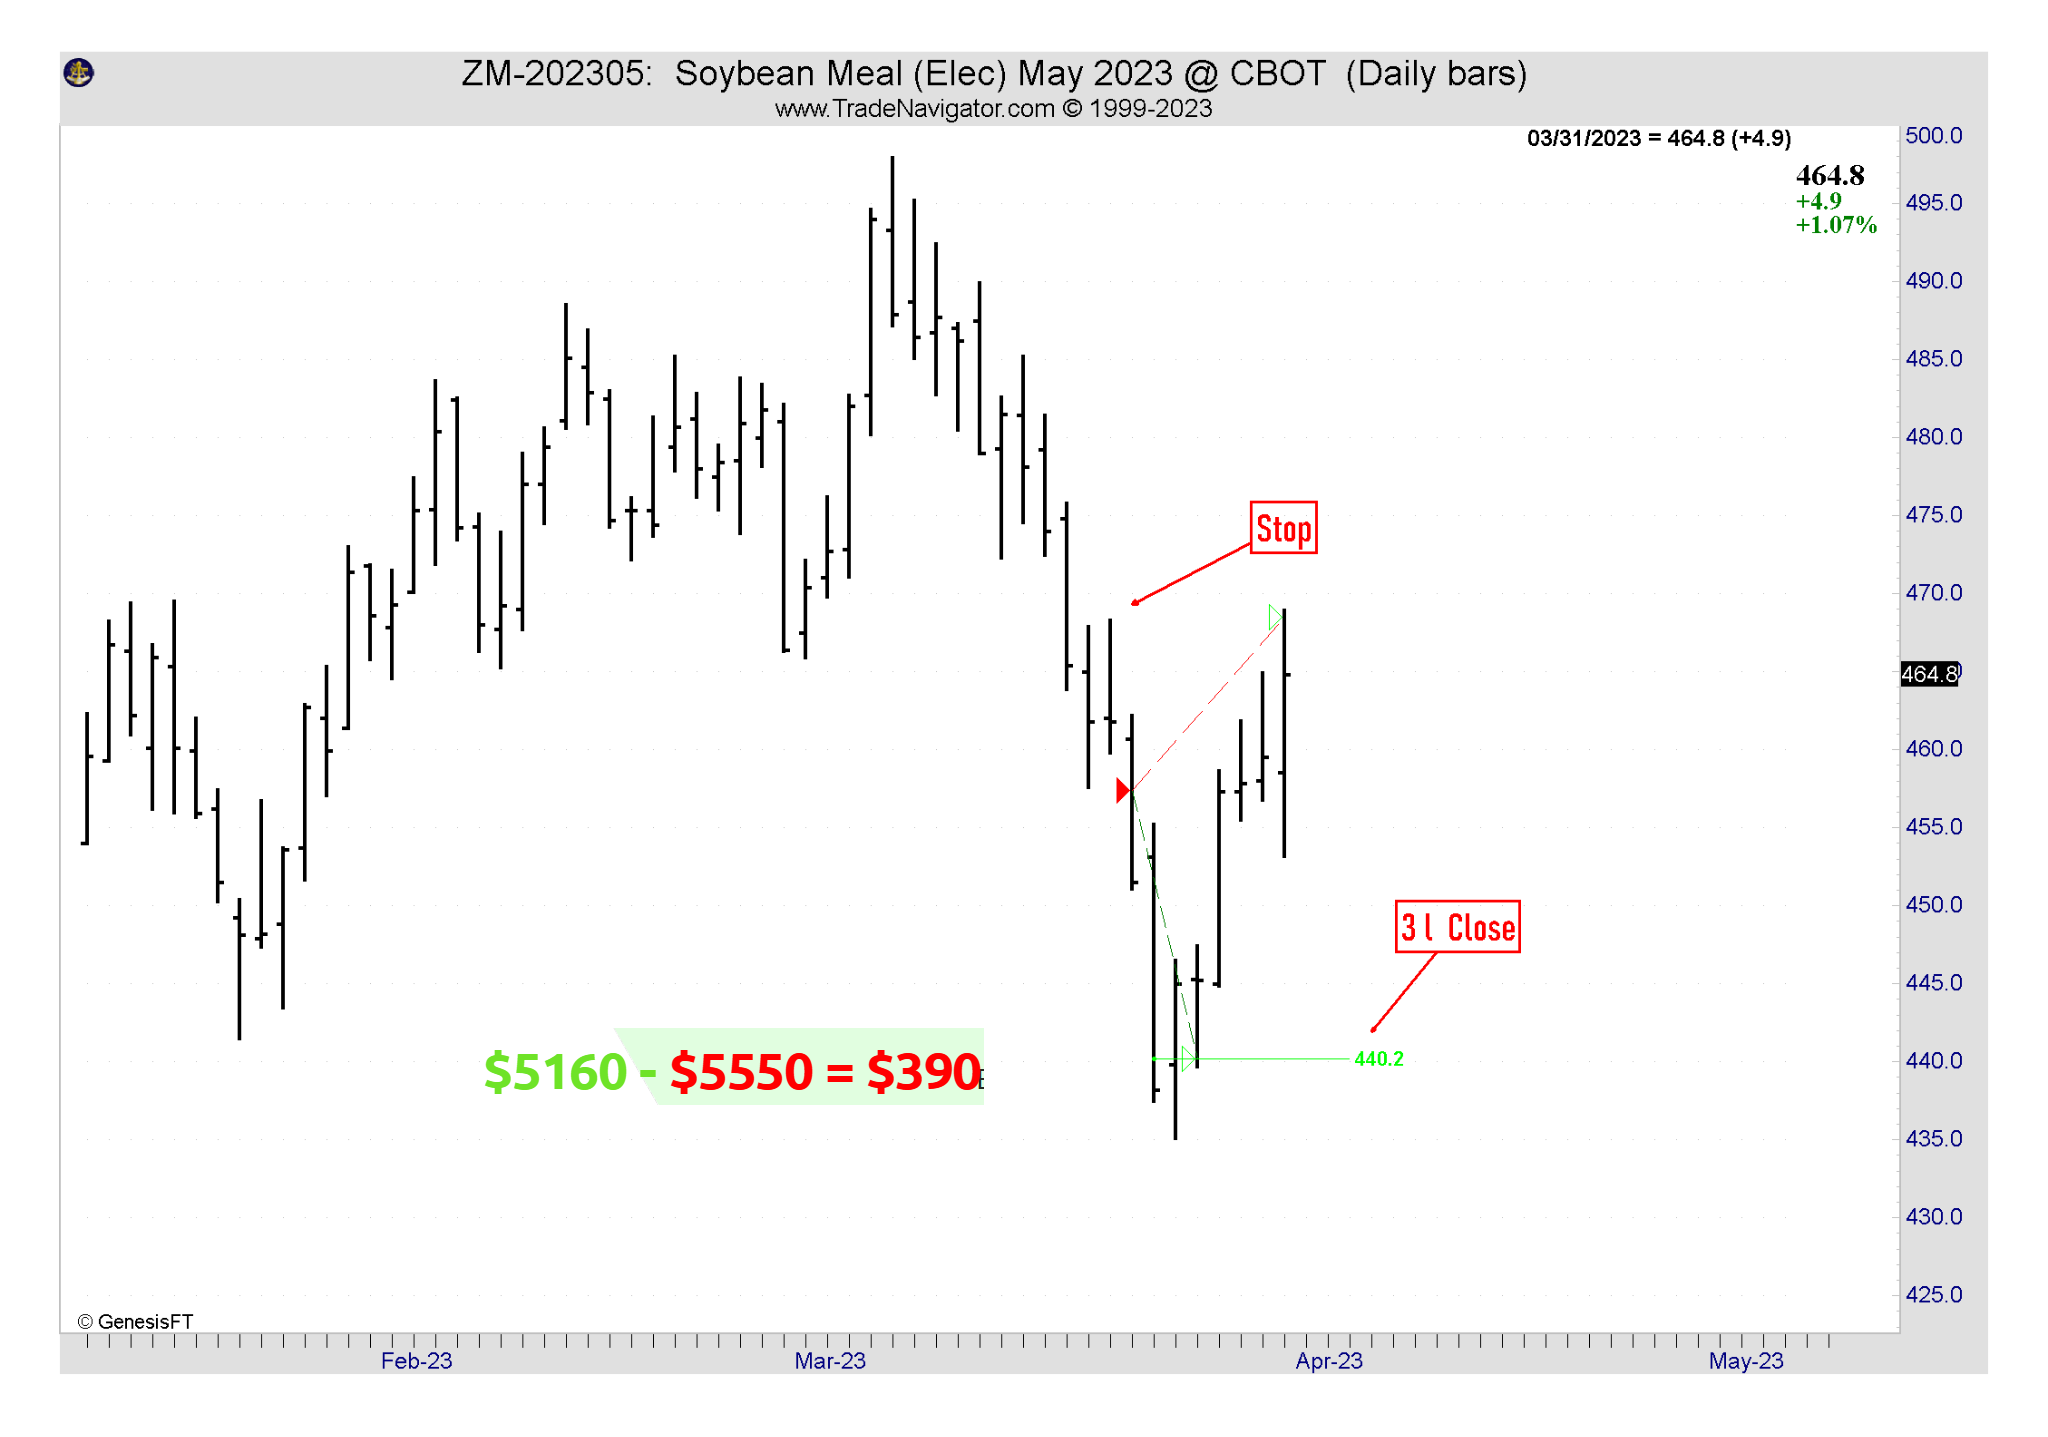 ZM-202305: Soybean Meal (Elec) May 2023 @ CBOT (Daily bars)
www.TradeNavigator.com © 1999-2023
03/31/2023 = 464.8 (+4.9)
464.8
+4.9
+1.07%
500.0
495.0
490.0
485.0
480.0
475.0
470.0
464.8
460.0
455.0
450.0
445.0
440.0
435.0
430.0
425.0
Stop
3 l Close
440.2
$5160 - $5550 = $390
© GenesisFT
Feb-23 Mar-23 Apr-23 May-23